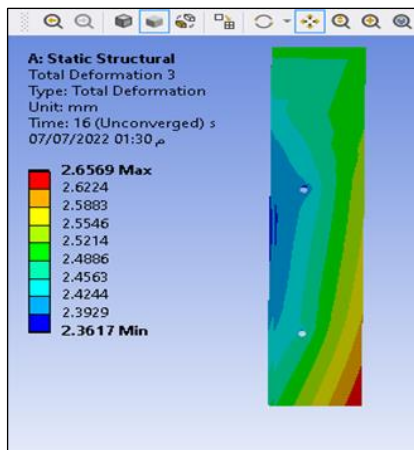 A: Static Structural
Total Deformation 3
Type: Total Deformation
Unit: mm
Time: 16 (Unconverged) s
07/07/2022 01:30 م
2.6569 Max
2.6224
2.5883
2.5546
2.5214
2.4886
2.4563
2.4244
2.3929
2.3617 Min